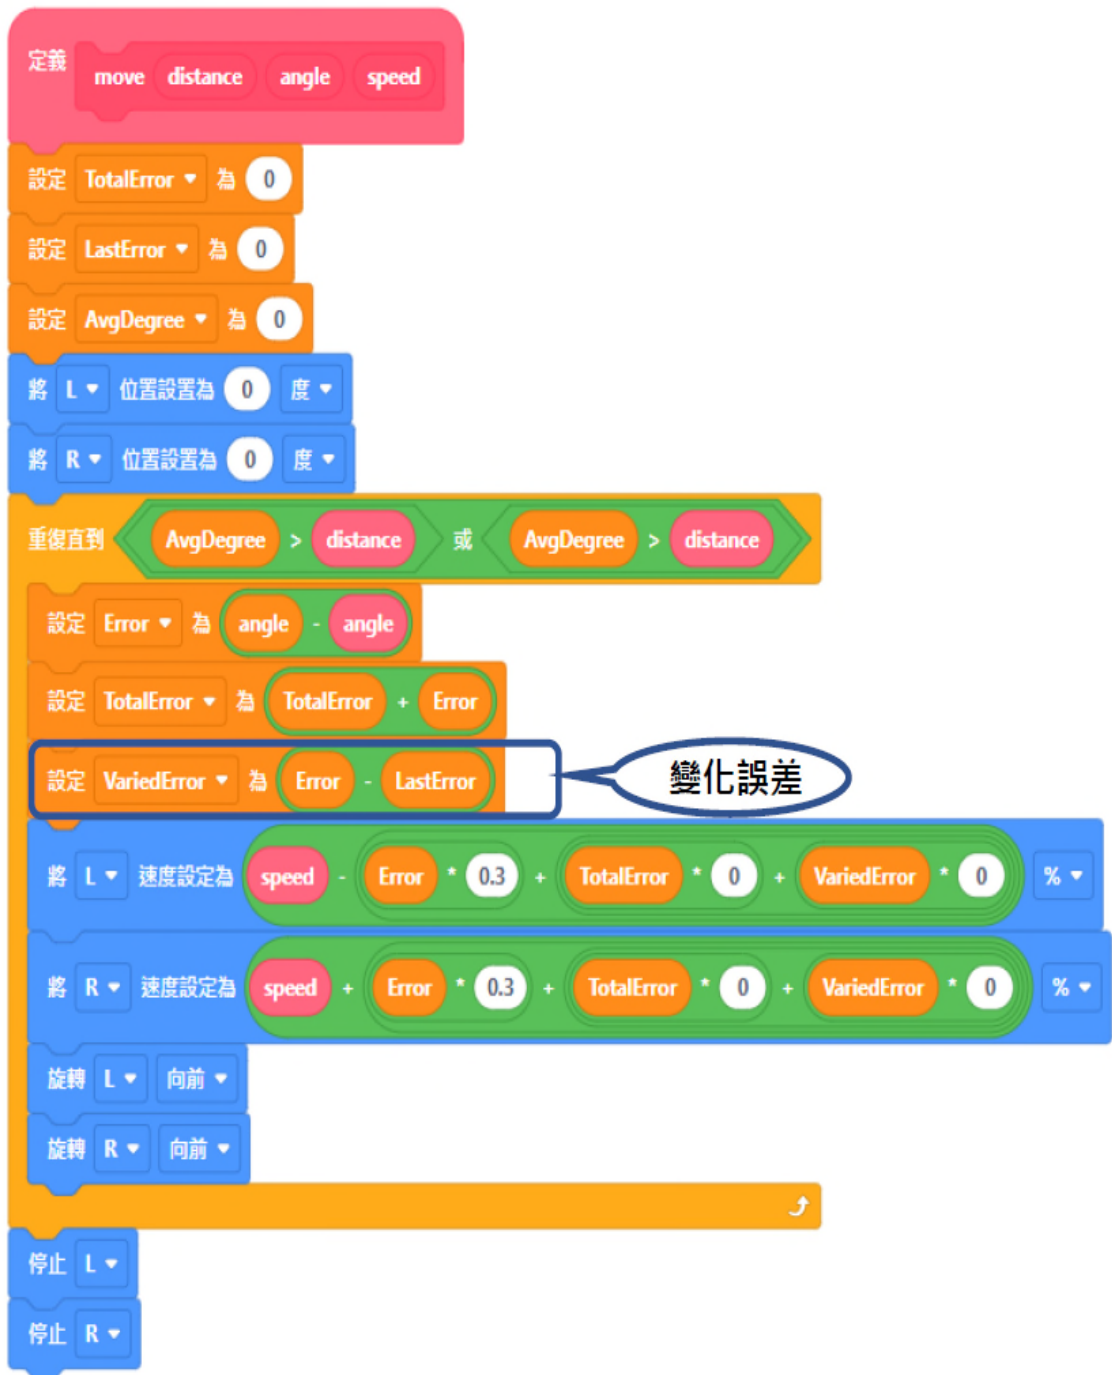 定義 move distance angle speed
設定 TotalError 為 0
設定 LastError 為 0
設定 AvgDegree 為 0
將 L 位置設置為 0 度
將 R 位置設置為 0 度
重復直到 AvgDegree > distance 或 AvgDegree > distance
設定 Error 為 angle - angle
設定 TotalError 為 TotalError + Error
設定 VariedError 為 Error - LastError 變化誤差
將 L 速度設定為 speed - Error * 0.3 + TotalError * 0 + VariedError * 0 %
將 R 速度設定為 speed + Error * 0.3 + TotalError * 0 + VariedError * 0 %
旋轉 L 向前
旋轉 R 向前
停止 L
停止 R